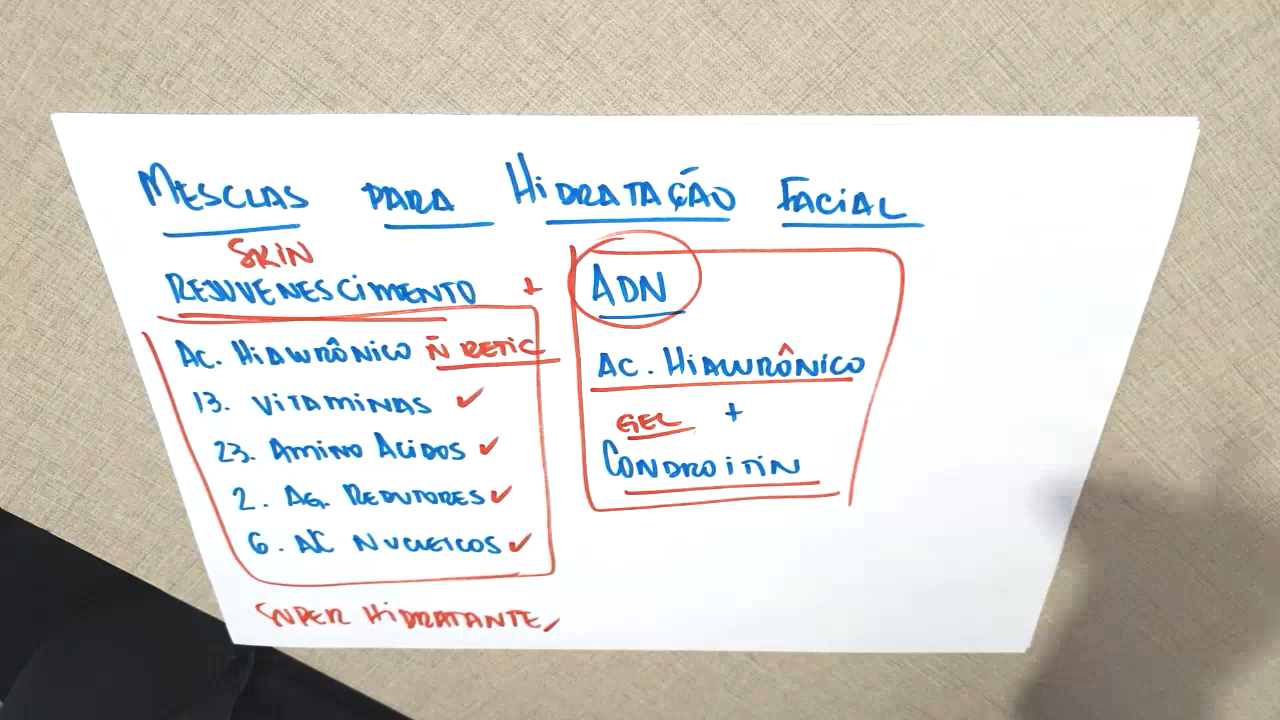 MESCLAS PARA HIDRATAÇÃO FACIAL
SKIN
REJUVENESCIMENTO +
AC. HIALURÔNICO Ñ RETIC
13. VITAMINAS ✓
23. AMINO ACIDOS ✓
2. AG. REDUTORES ✓
6. AC NUCLEICOS ✓
SUPER HIDRATANTE
ADN
AC. HIALURÔNICO
GEL +
CONDROITIN